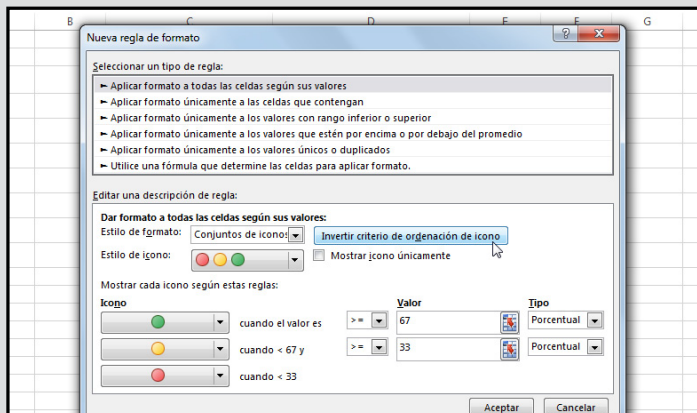 B C D E F G
Nueva regla de formato
Seleccionar un tipo de regla:
► Aplicar formato a todas las celdas según sus valores
► Aplicar formato únicamente a las celdas que contengan
► Aplicar formato únicamente a los valores con rango inferior o superior
► Aplicar formato únicamente a los valores que estén por encima o por debajo del promedio
► Aplicar formato únicamente a los valores únicos o duplicados
► Utilice una fórmula que determine las celdas para aplicar formato.
Editar una descripción de regla:
Dar formato a todas las celdas según sus valores:
Estilo de formato: Conjuntos de iconos Invertir criterio de ordenación de icono
Estilo de icono: Mostrar icono únicamente
Mostrar cada icono según estas reglas:
Icono Valor Tipo
cuando el valor es >= 67 Porcentual
cuando < 67 y >= 33 Porcentual
cuando < 33
Aceptar Cancelar